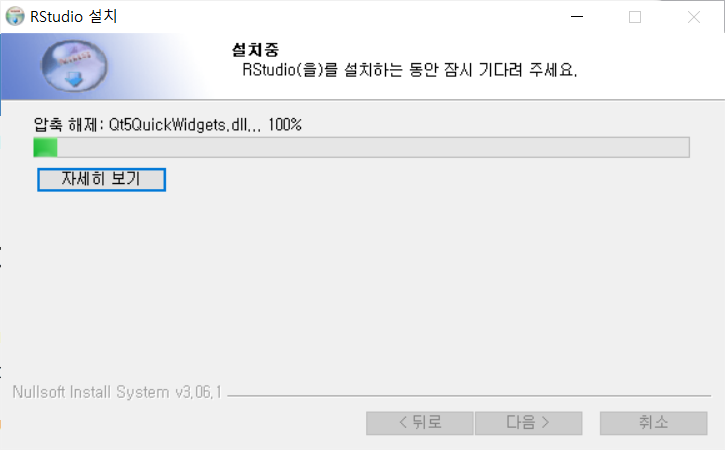 RStudio 설치
설치중
RStudio(을)를 설치하는 동안 잠시 기다려 주세요.
압축 해제: Qt5QuickWidgets.dll... 100%
자세히 보기
Nullsoft Install System v3.06.1
< 뒤로
다음 >
취소